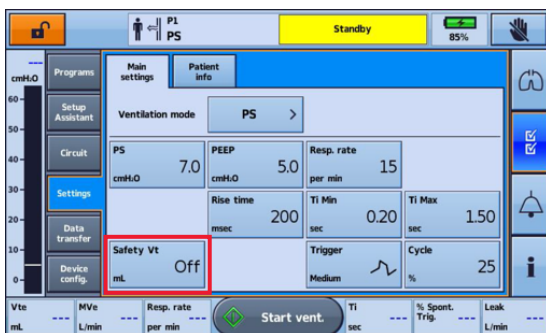 P1
PS
Standby
85%
---
cmH2O
60
50
40
30
20
10
0
Programs
Setup
Assistant
Circuit
Settings
Data
transfer
Device
config.
Main
settings
Patient
info
Ventilation mode
PS >
PS
7.0
cmH2O
PEEP
5.0
cmH2O
Resp. rate
15
per min
Rise time
200
msec
Ti Min
0.20
sec
Ti Max
1.50
sec
Safety Vt
Off
mL
Trigger
Medium
Cycle
25
%
i
Vte
---
mL
MVe
---
L/min
Resp. rate
---
per min
Start vent.
Ti
---
sec
% Spont.
Trig. ---
Leak
---
L/min